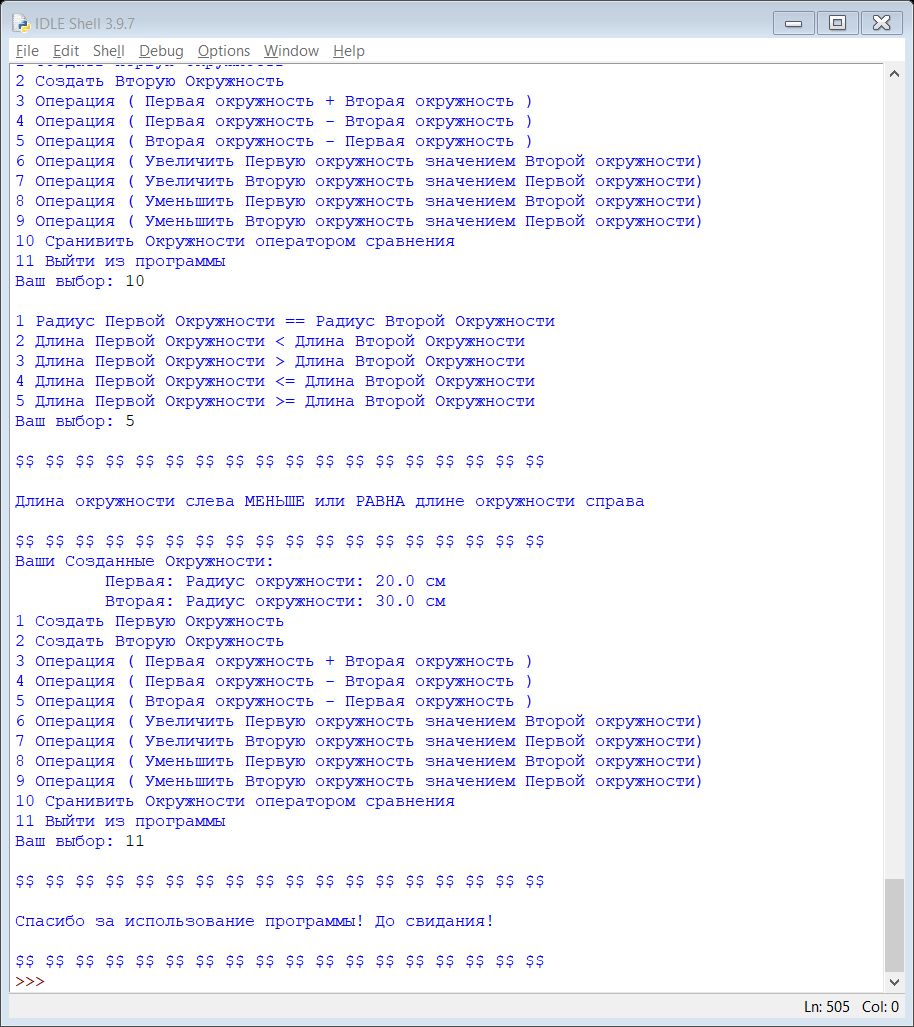 IDLE Shell 3.9.7
File Edit Shell Debug Options Window Help
2 Создать Вторую Окружность
3 Операция ( Первая окружность + Вторая окружность )
4 Операция ( Первая окружность - Вторая окружность )
5 Операция ( Вторая окружность - Первая окружность )
6 Операция ( Увеличить Первую окружность значением Второй окружности)
7 Операция ( Увеличить Вторую окружность значением Первой окружности)
8 Операция ( Уменьшить Первую окружность значением Второй окружности)
9 Операция ( Уменьшить Вторую окружность значением Первой окружности)
10 Сранивить Окружности оператором сравнения
11 Выйти из программы
Ваш выбор: 10
1 Радиус Первой Окружности == Радиус Второй Окружности
2 Длина Первой Окружности < Длина Второй Окружности
3 Длина Первой Окружности > Длина Второй Окружности
4 Длина Первой Окружности <= Длина Второй Окружности
5 Длина Первой Окружности >= Длина Второй Окружности
Ваш выбор: 5
$$ $$ $$ $$ $$ $$ $$ $$ $$ $$ $$ $$ $$ $$ $$ $$ $$ $$
Длина окружности слева МЕНЬШЕ или РАВНА длине окружности справа
$$ $$ $$ $$ $$ $$ $$ $$ $$ $$ $$ $$ $$ $$ $$ $$ $$ $$
Ваши Созданные Окружности:
Первая: Радиус окружности: 20.0 см
Вторая: Радиус окружности: 30.0 см
1 Создать Первую Окружность
2 Создать Вторую Окружность
3 Операция ( Первая окружность + Вторая окружность )
4 Операция ( Первая окружность - Вторая окружность )
5 Операция ( Вторая окружность - Первая окружность )
6 Операция ( Увеличить Первую окружность значением Второй окружности)
7 Операция ( Увеличить Вторую окружность значением Первой окружности)
8 Операция ( Уменьшить Первую окружность значением Второй окружности)
9 Операция ( Уменьшить Вторую окружность значением Первой окружности)
10 Сранивить Окружности оператором сравнения
11 Выйти из программы
Ваш выбор: 11
$$ $$ $$ $$ $$ $$ $$ $$ $$ $$ $$ $$ $$ $$ $$ $$ $$ $$
Спасибо за использование программы! До свидания!
$$ $$ $$ $$ $$ $$ $$ $$ $$ $$ $$ $$ $$ $$ $$ $$ $$ $$
>>>
Ln: 505 Col: 0